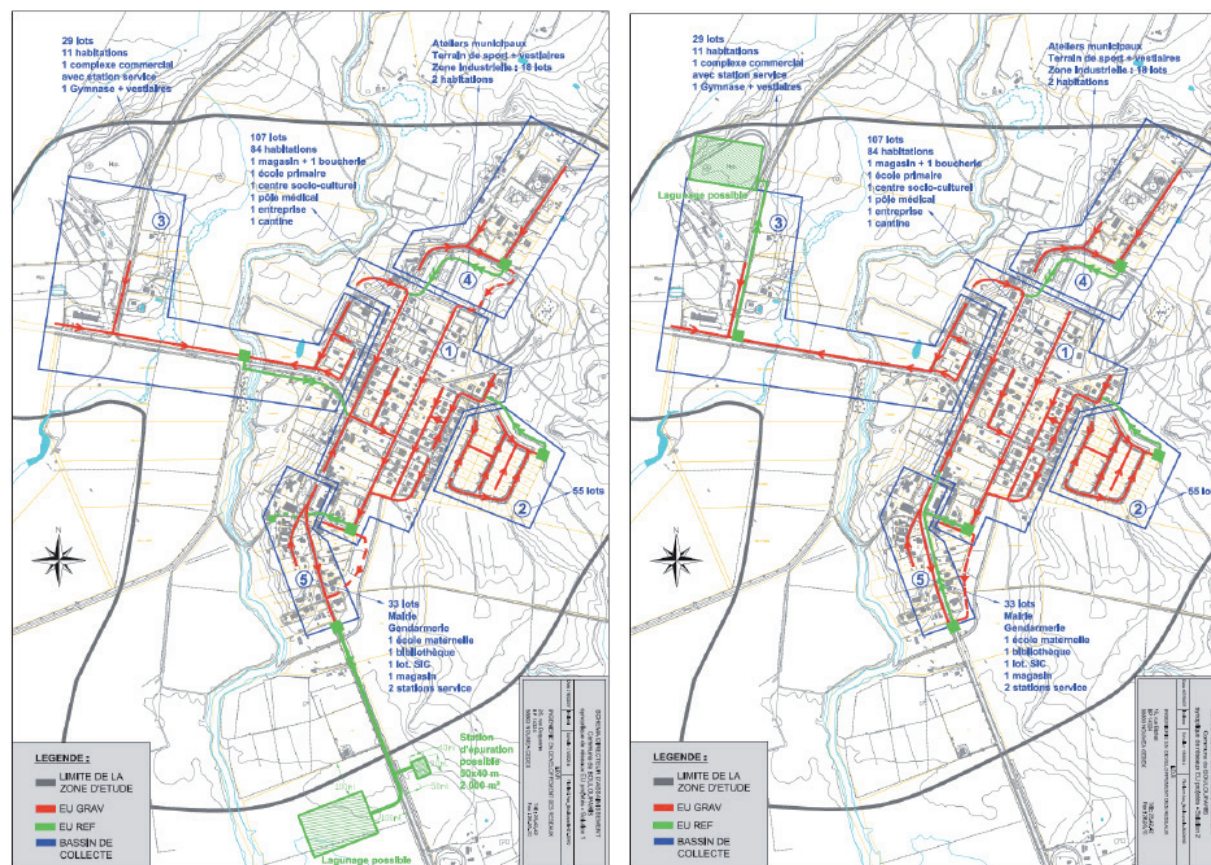 29 lots
11 habitations
1 complexe commercial
avec station service
1 Gymnase + vestiaires
Ateliers municipaux
Terrain de sport + vestiaires
Zone industrielle : 18 lots
2 habitations
107 lots
84 habitations
1 magasin + 1 boucherie
1 école primaire
1 centre socio-culturel
1 pôle médical
1 entreprise
1 cantine
3
4
1
2
55 lots
5
N
33 lots
Mairie
Gendarmerie
1 école maternelle
1 bibliothèque
1 lot. SIC
1 magasin
2 stations service
Station
d'épuration
possible
Lagunage possible
SCHEMA DIRECTEUR D'ASSAINISSEMENT
Commune de BOULOUPARIS
LEGENDE :
LIMITE DE LA
ZONE D'ETUDE
EU GRAV
EU REF
BASSIN DE
COLLECTE
29 lots
11 habitations
1 complexe commercial
avec station service
1 Gymnase + vestiaires
Ateliers municipaux
Terrain de sport + vestiaires
Zone industrielle : 18 lots
2 habitations
107 lots
84 habitations
1 magasin + 1 boucherie
1 école primaire
1 centre socio-culturel
1 pôle médical
1 entreprise
1 cantine
Lagunage possible
3
4
1
2
55 lots
5
N
33 lots
Mairie
Gendarmerie
1 école maternelle
1 bibliothèque
1 lot. SIC
1 magasin
2 stations service
Commune de BOULOUPARIS
LEGENDE :
LIMITE DE LA
ZONE D'ETUDE
EU GRAV
EU REF
BASSIN DE
COLLECTE